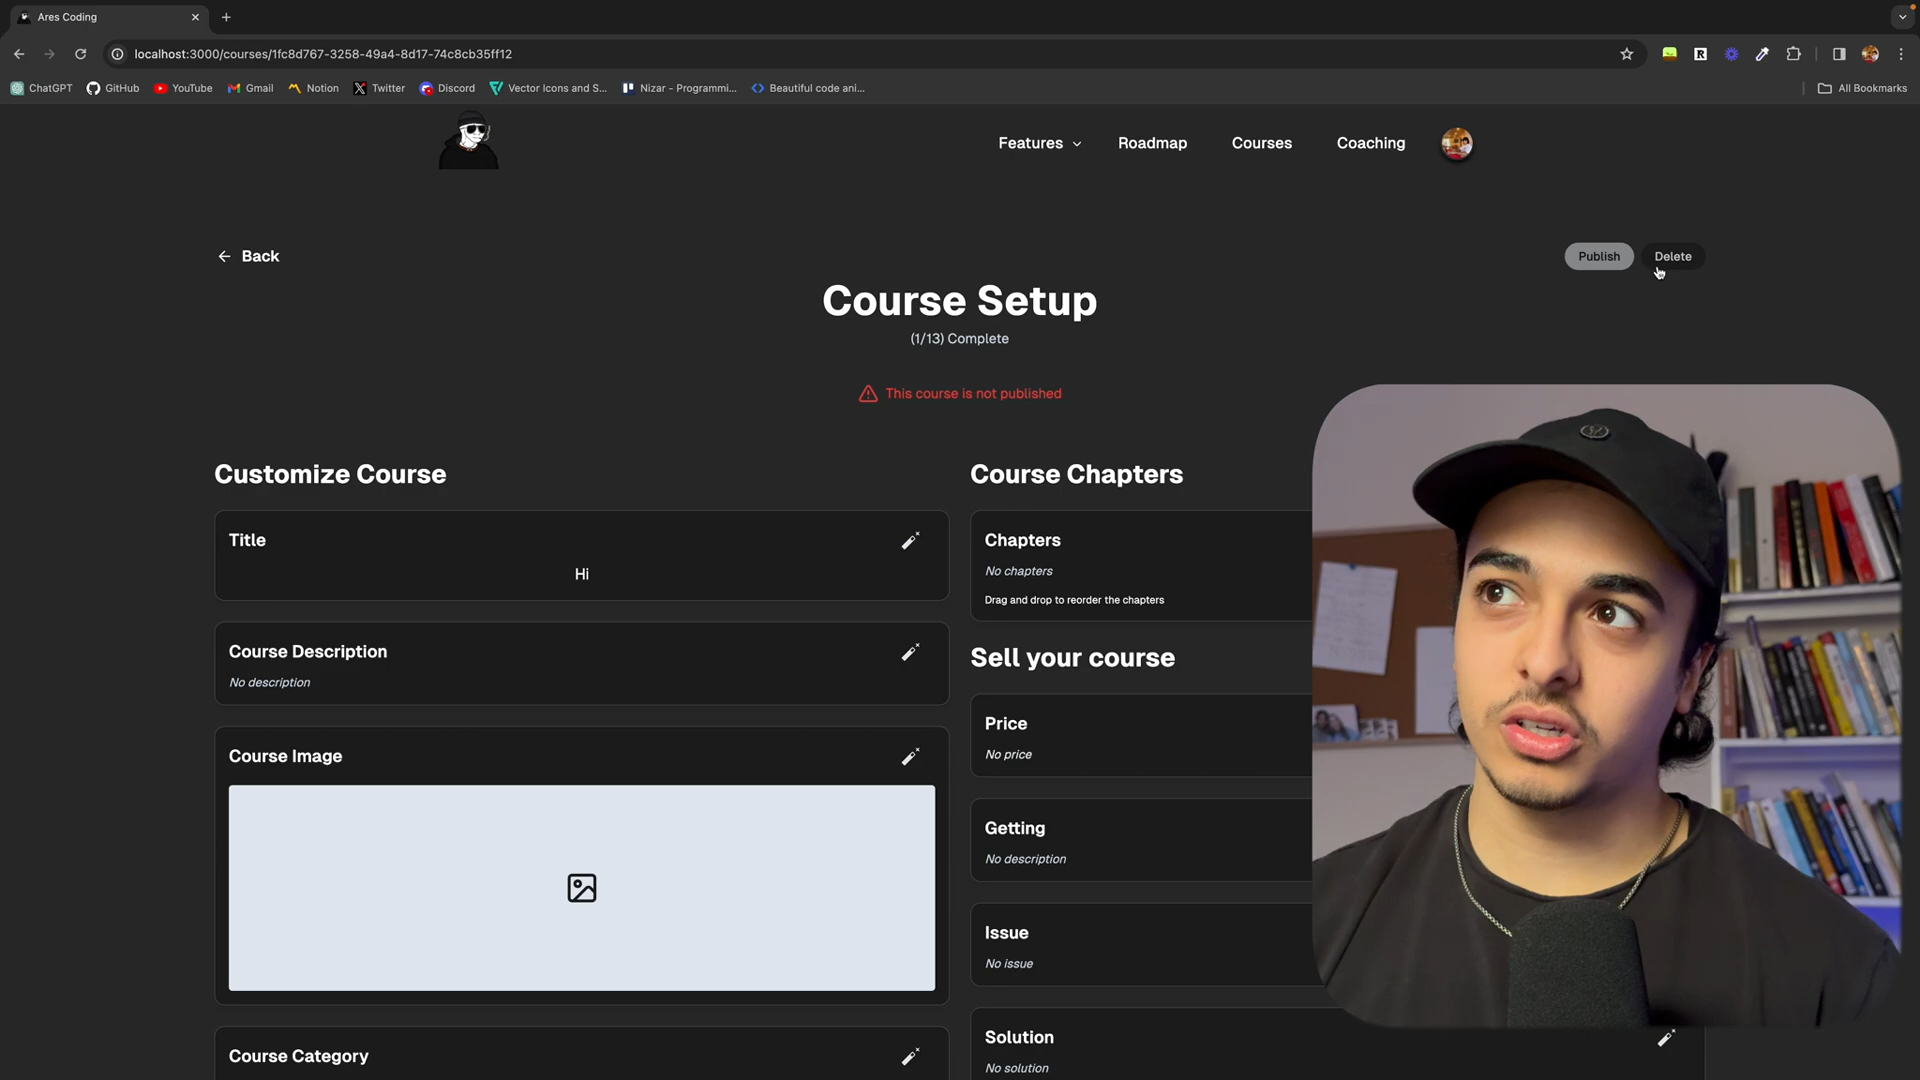 Ares Coding
localhost:3000/courses/1fc8d767-3258-49a4-8d17-74c8cb35ff12
ChatGPT
GitHub
YouTube
Gmail
Notion
Twitter
Discord
Vector Icons and S...
Nizar - Programmi...
Beautiful code ani...
All Bookmarks
Features
Roadmap
Courses
Coaching
Back
Publish
Delete
Course Setup
(1/13) Complete
This course is not published
Customize Course
Title
Hi
Course Description
No description
Course Image
Course Category
Course Chapters
Chapters
No chapters
Drag and drop to reorder the chapters
Sell your course
Price
No price
Getting
No description
Issue
No issue
Solution
No solution